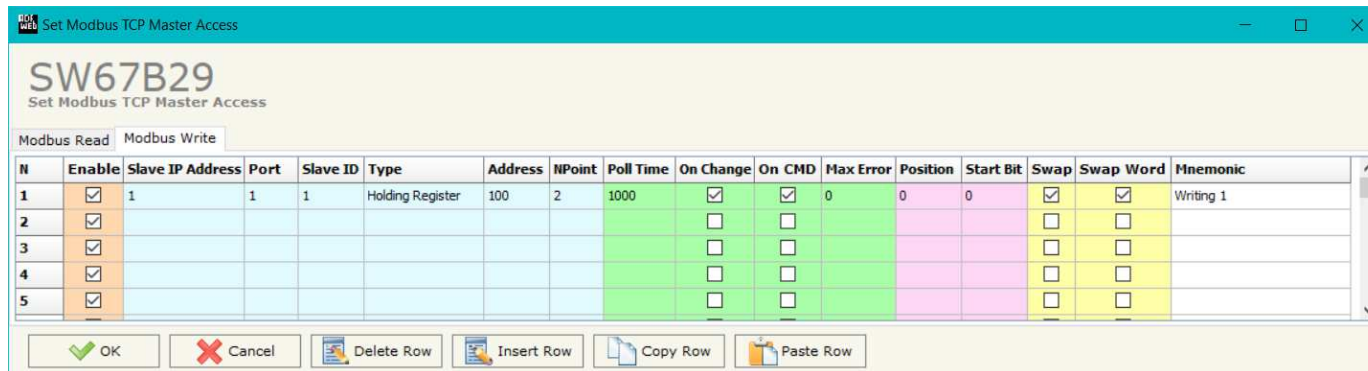 ADF WEB Set Modbus TCP Master Access
SW67B29
Set Modbus TCP Master Access
Modbus Read Modbus Write
N Enable Slave IP Address Port Slave ID Type Address NPoint Poll Time On Change On CMD Max Error Position Start Bit Swap Swap Word Mnemonic
1 1 1 1 Holding Register 100 2 1000 0 0 0 Writing 1
2
3
4
5
OK Cancel Delete Row Insert Row Copy Row Paste Row